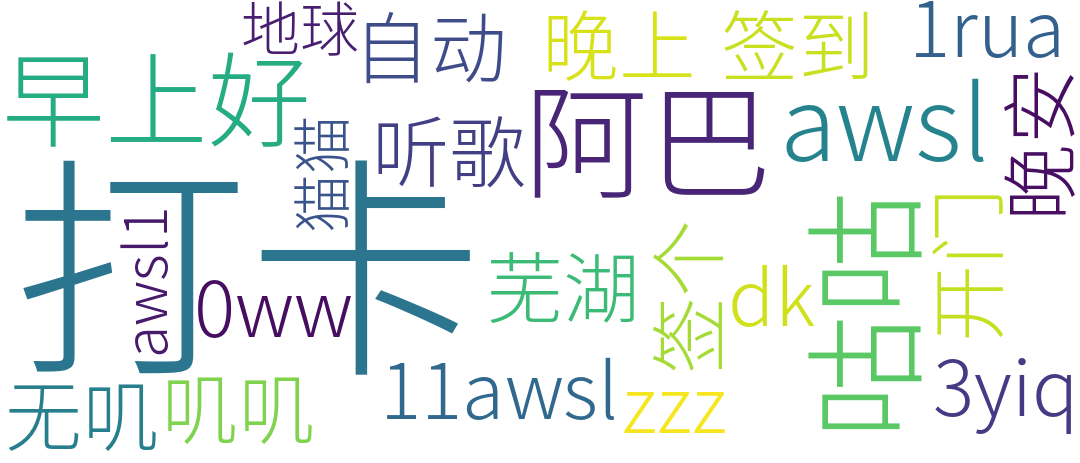 地球
自动
晚上
签到
1rua
早上好
猫猫
听歌
阿巴
awsl
晚安
打卡
awsl1
0ww
芜湖
签个
dk
咕咕
开门
无叽
叽叽
11awsl
zzz
3yiq